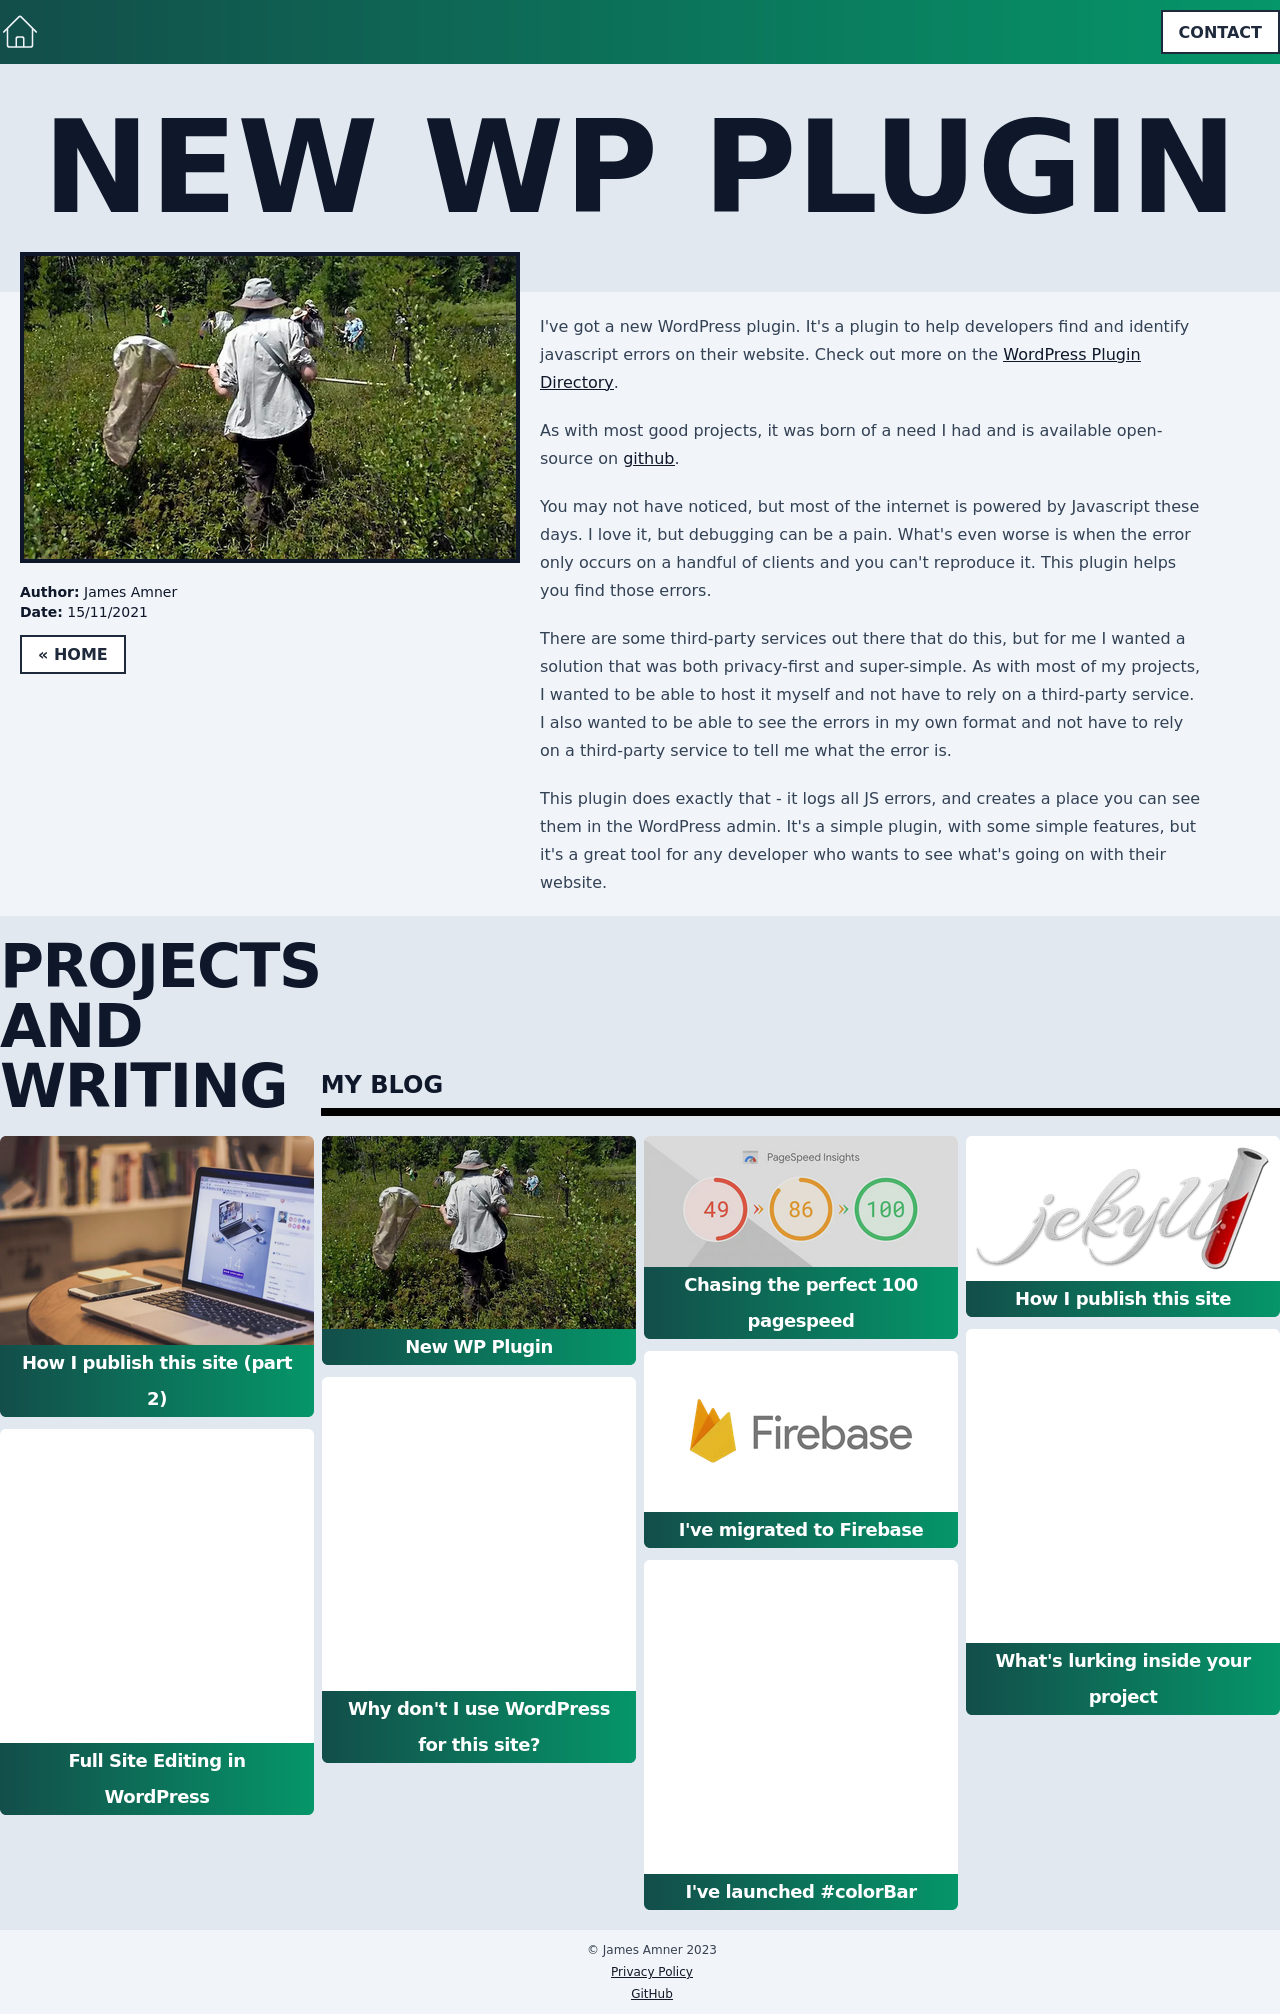 CONTACT
NEW WP PLUGIN
I've got a new WordPress plugin. It's a plugin to help developers find and identify
javascript errors on their website. Check out more on the WordPress Plugin
Directory.
As with most good projects, it was born of a need I had and is available open-
source on github.
You may not have noticed, but most of the internet is powered by Javascript these
days. I love it, but debugging can be a pain. What's even worse is when the error
only occurs on a handful of clients and you can't reproduce it. This plugin helps
you find those errors.
There are some third-party services out there that do this, but for me I wanted a
solution that was both privacy-first and super-simple. As with most of my projects,
I wanted to be able to host it myself and not have to rely on a third-party service.
I also wanted to be able to see the errors in my own format and not have to rely
on a third-party service to tell me what the error is.
This plugin does exactly that - it logs all JS errors, and creates a place you can see
them in the WordPress admin. It's a simple plugin, with some simple features, but
it's a great tool for any developer who wants to see what's going on with their
website.
Author: James Amner
Date: 15/11/2021
« HOME
PROJECTS
AND
WRITING
MY BLOG
How I publish this site (part
2)
New WP Plugin
PageSpeed Insights
49 » 86 » 100
Chasing the perfect 100
pagespeed
jekyll
How I publish this site
Firebase
I've migrated to Firebase
What's lurking inside your
project
Why don't I use WordPress
for this site?
Full Site Editing in
WordPress
I've launched #colorBar
© James Amner 2023
Privacy Policy
GitHub